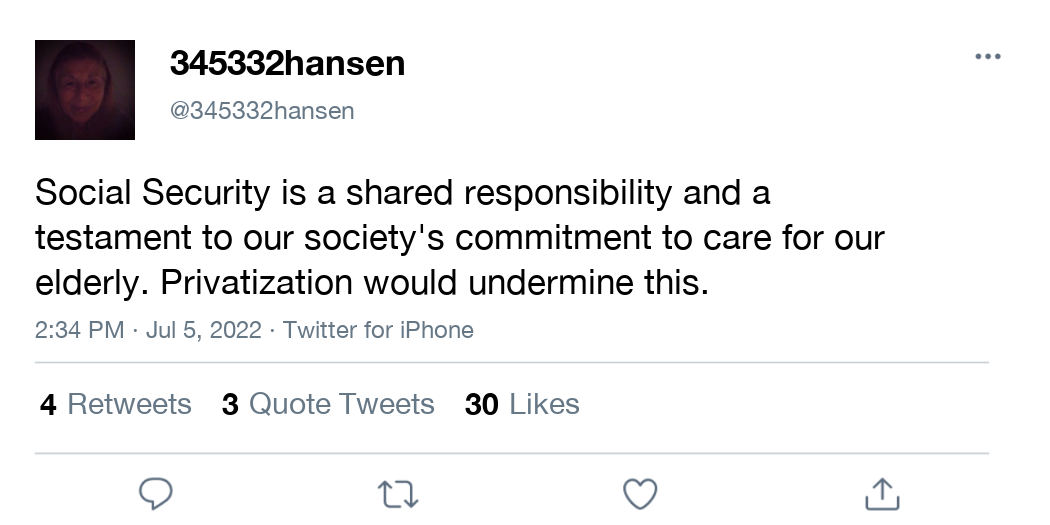 345332hansen
@345332hansen
Social Security is a shared responsibility and a
testament to our society's commitment to care for our
elderly. Privatization would undermine this.
2:34 PM · Jul 5, 2022 · Twitter for iPhone
4 Retweets 3 Quote Tweets 30 Likes